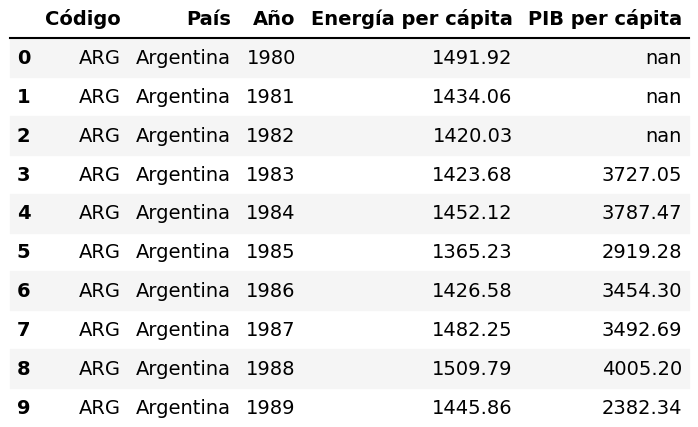 Código País Año Energía per cápita PIB per cápita
0 ARG Argentina 1980 1491.92 nan
1 ARG Argentina 1981 1434.06 nan
2 ARG Argentina 1982 1420.03 nan
3 ARG Argentina 1983 1423.68 3727.05
4 ARG Argentina 1984 1452.12 3787.47
5 ARG Argentina 1985 1365.23 2919.28
6 ARG Argentina 1986 1426.58 3454.30
7 ARG Argentina 1987 1482.25 3492.69
8 ARG Argentina 1988 1509.79 4005.20
9 ARG Argentina 1989 1445.86 2382.34